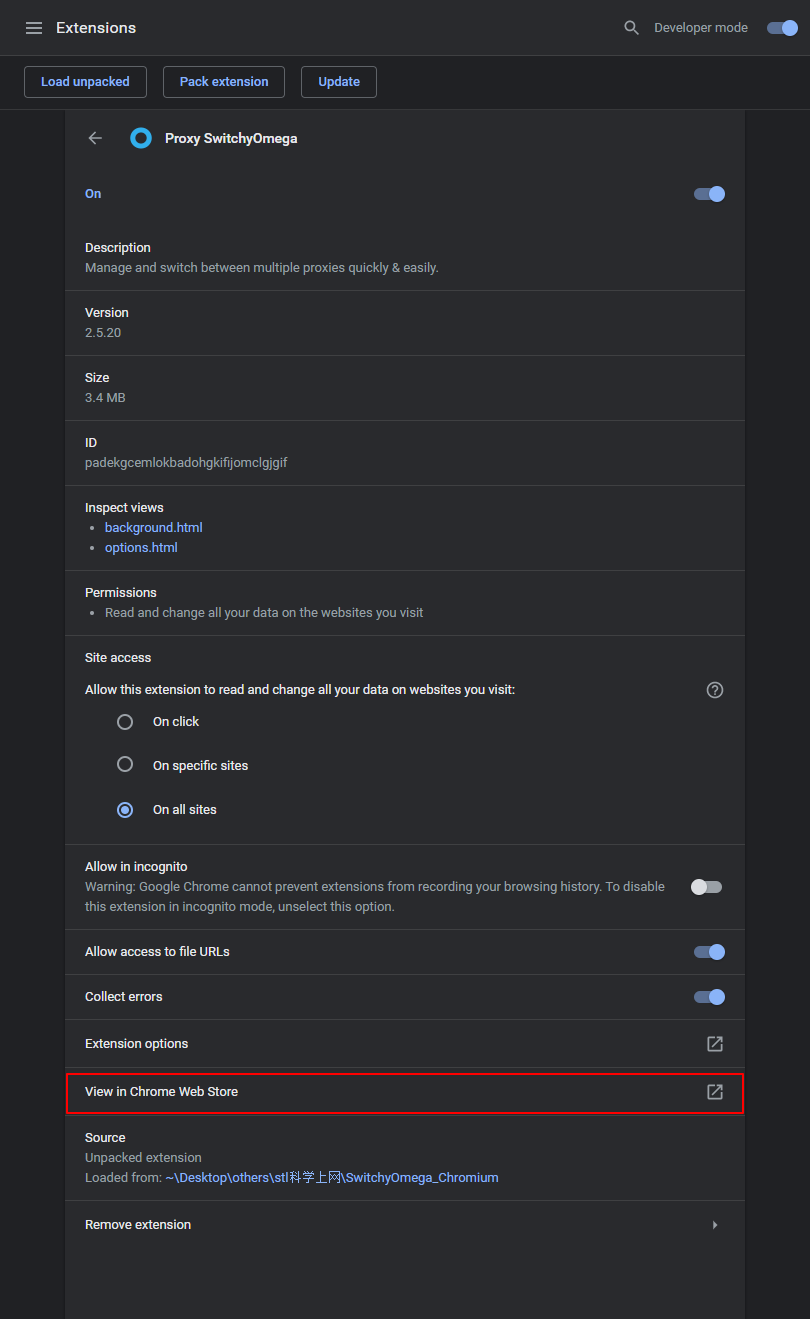 Extensions
Developer mode
Load unpacked
Pack extension
Update
Proxy SwitchyOmega
On
Description
Manage and switch between multiple proxies quickly & easily.
Version
2.5.20
Size
3.4 MB
ID
padekgcemlokbadohgkifijomclgjgif
Inspect views
background.html
options.html
Permissions
Read and change all your data on the websites you visit
Site access
Allow this extension to read and change all your data on websites you visit:
On click
On specific sites
On all sites
Allow in incognito
Warning: Google Chrome cannot prevent extensions from recording your browsing history. To disable
this extension in incognito mode, unselect this option.
Allow access to file URLs
Collect errors
Extension options
View in Chrome Web Store
Source
Unpacked extension
Loaded from: ~\Desktop\others\stl科学上网\SwitchyOmega_Chromium
Remove extension